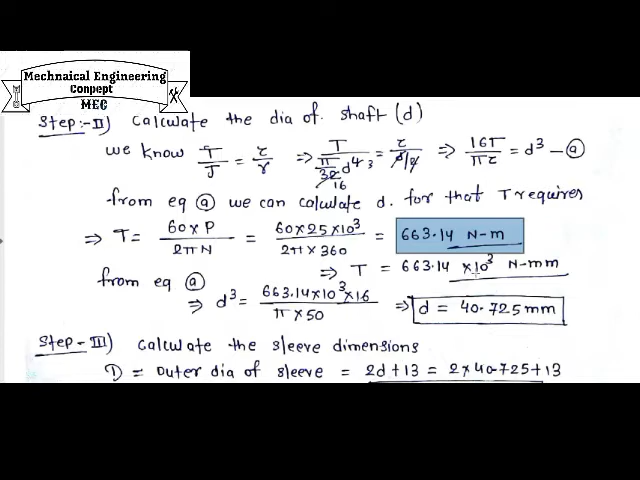 Mechnaical Engineering
Conpept
MEC
Step:-II) Calculate the dia of shaft (d)
we know T/J = τ/r ⇒ T/(π/32 d⁴) = τ/(d/2) ⇒ 16T/πτ = d³ – ⓐ
16 3
from eq ⓐ we can calculate d. for that T requires
⇒ T = 60×P/2πN = 60×25×10³/2π×360 = 663.14 N-m
⇒ T = 663.14 ×10³ N-mm
from eq ⓐ
⇒ d³ = 663.14×10³×16/π×50 ⇒ d = 40.725mm
Step-III) Calculate the sleeve dimensions
D = outer dia of sleeve = 2d+13 = 2×40.725+13